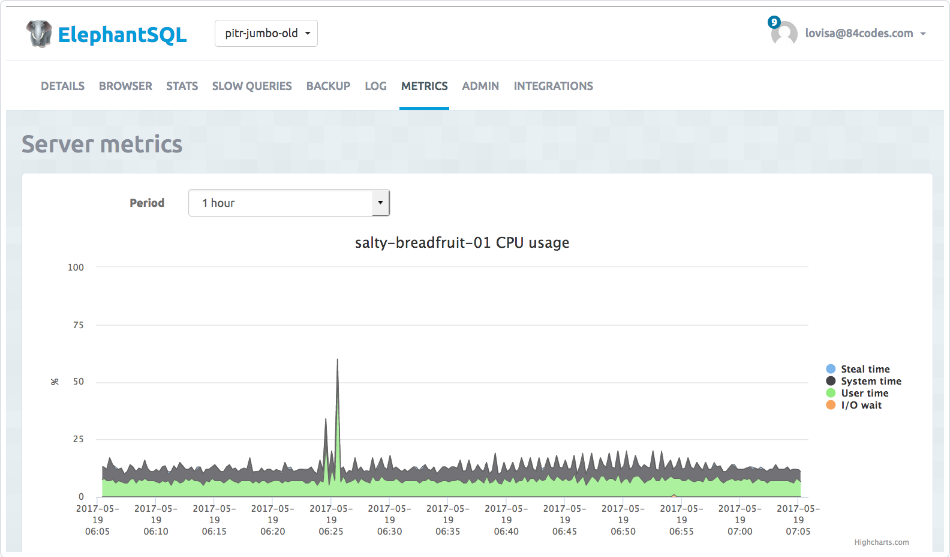 ElephantSQL
pitr-jumbo-old
9
lovisa@84codes.com
DETAILS BROWSER STATS SLOW QUERIES BACKUP LOG METRICS ADMIN INTEGRATIONS
Server metrics
Period 1 hour
salty-breadfruit-01 CPU usage
100
75
50
25
0
%
Steal time
System time
User time
I/O wait
2017-05- 2017-05- 2017-05- 2017-05- 2017-05- 2017-05- 2017-05- 2017-05- 2017-05- 2017-05- 2017-05- 2017-05- 2017-05-
19 19 19 19 19 19 19 19 19 19 19 19 19
06:05 06:10 06:15 06:20 06:25 06:30 06:35 06:40 06:45 06:50 06:55 07:00 07:05
Highcharts.com